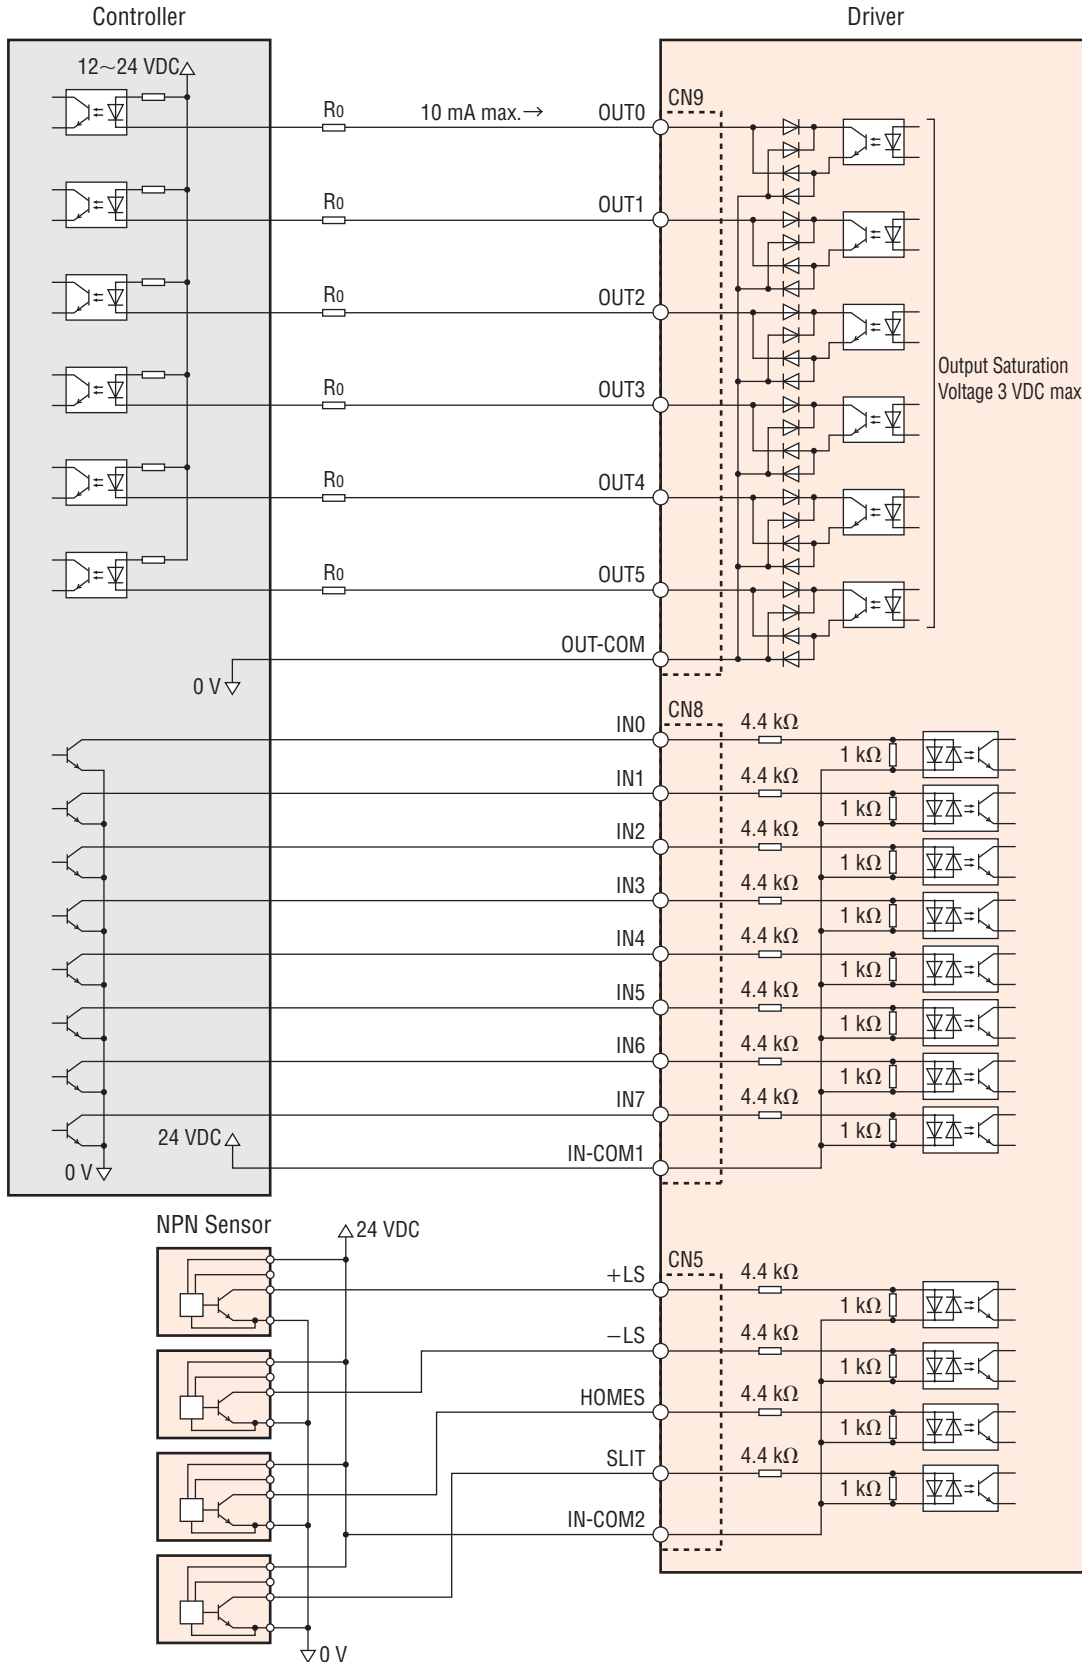 Controller
Driver
12~24 VDC
CN9
R0
10 mA max.→
OUT0
R0
OUT1
R0
OUT2
Output Saturation
Voltage 3 VDC max
R0
OUT3
R0
OUT4
R0
OUT5
OUT-COM
0 V
CN8
IN0
4.4 kΩ
1 kΩ
IN1
4.4 kΩ
1 kΩ
IN2
4.4 kΩ
1 kΩ
IN3
4.4 kΩ
1 kΩ
IN4
4.4 kΩ
1 kΩ
IN5
4.4 kΩ
1 kΩ
IN6
4.4 kΩ
1 kΩ
IN7
4.4 kΩ
1 kΩ
24 VDC
IN-COM1
0 V
NPN Sensor
24 VDC
CN5
+LS
4.4 kΩ
1 kΩ
−LS
4.4 kΩ
1 kΩ
HOMES
4.4 kΩ
1 kΩ
SLIT
4.4 kΩ
1 kΩ
IN-COM2
0 V